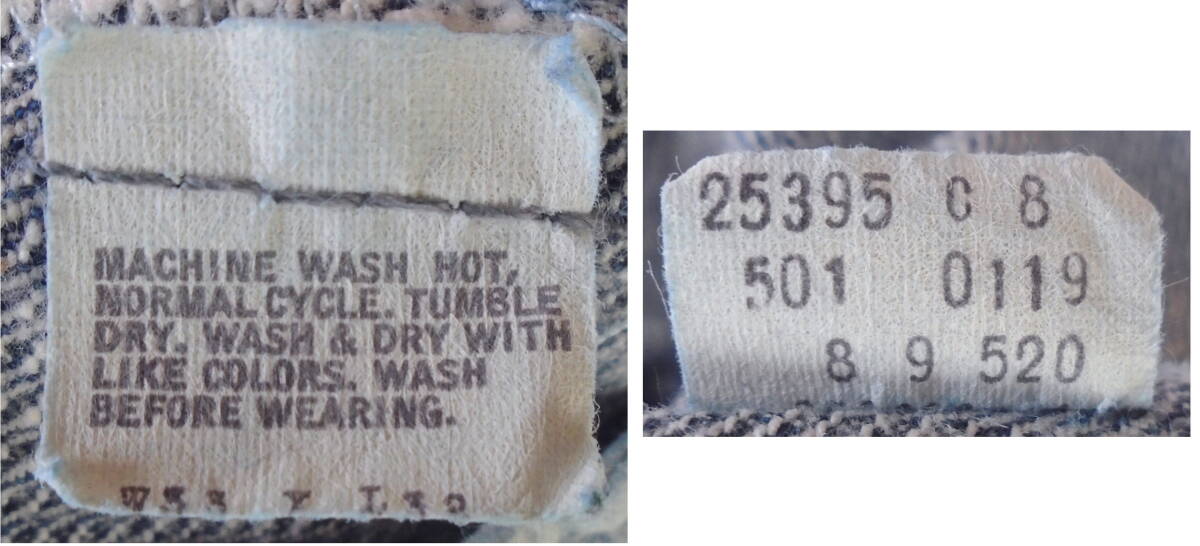 MACHINE WASH HOT,
NORMAL CYCLE. TUMBLE
DRY. WASH & DRY WITH
LIKE COLORS. WASH
BEFORE WEARING.
25395 C 8
501 0119
8 9 520